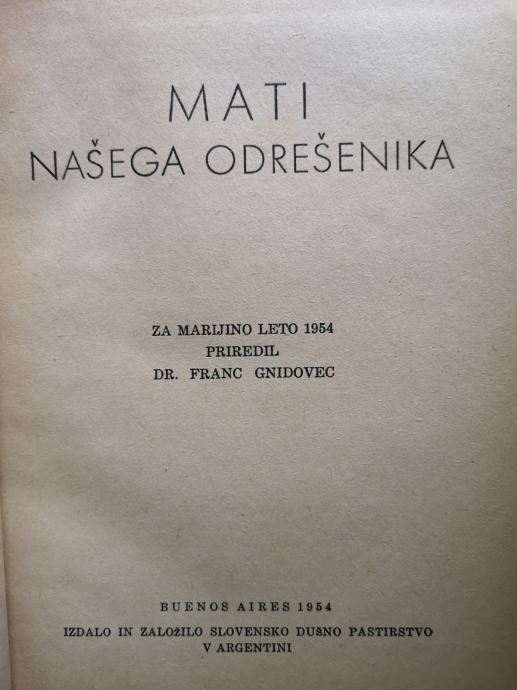 MATI
NAŠEGA ODREŠENIKA
ZA MARIJINO LETO 1954
PRIREDIL
DR. FRANC GNIDOVEC
BUENOS AIRES 1954
IZDALO IN ZALOŽILO SLOVENSKO DUŠNO PASTIRSTVO
V ARGENTINI